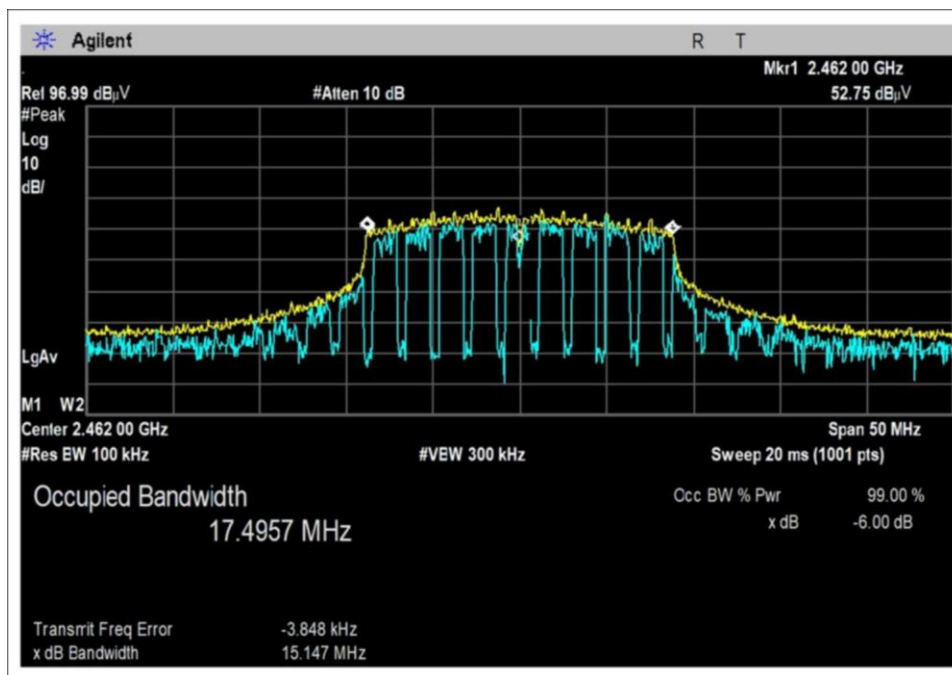 Agilent
R T
Mkr1 2.462 00 GHz
Ref 96.99 dBµV #Atten 10 dB 52.75 dBµV
#Peak
Log
10
dB/
LgAv
M1 W2
Center 2.462 00 GHz Span 50 MHz
#Res BW 100 kHz #VEW 300 kHz Sweep 20 ms (1001 pts)
Occupied Bandwidth Occ BW % Pwr 99.00 %
17.4957 MHz x dB -6.00 dB
Transmit Freq Error -3.848 kHz
x dB Bandwidth 15.147 MHz